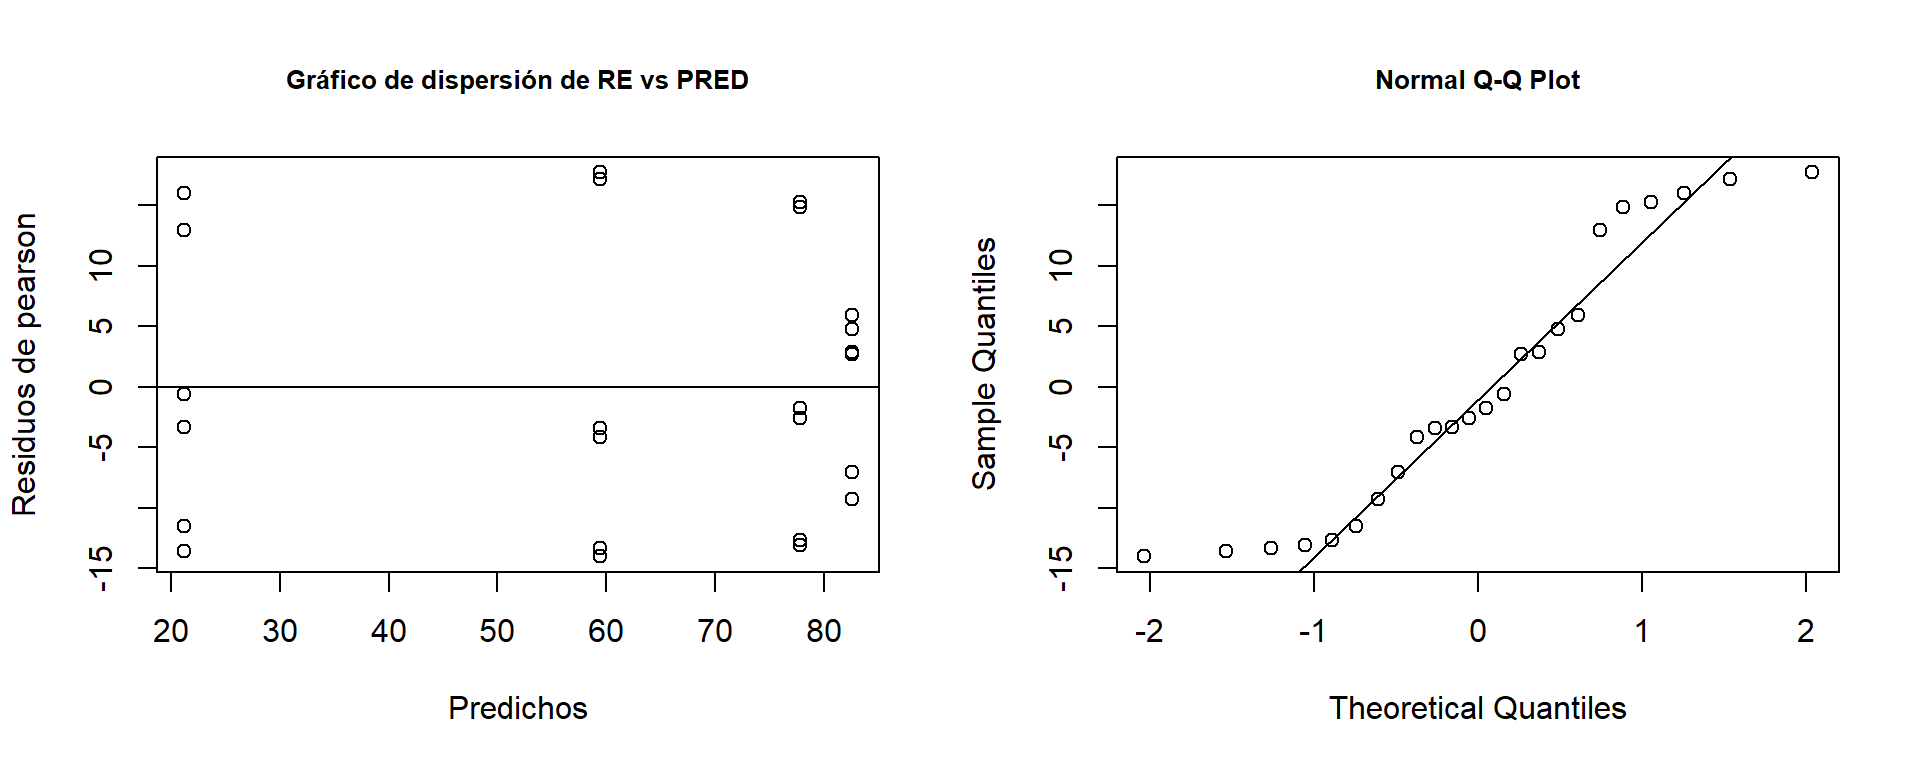 Gráfico de dispersión de RE vs PRED
Residuos de pearson
10
5
0
-5
-15
20 30 40 50 60 70 80
Predichos
Normal Q-Q Plot
Sample Quantiles
10
5
0
-5
-15
-2 -1 0 1 2
Theoretical Quantiles